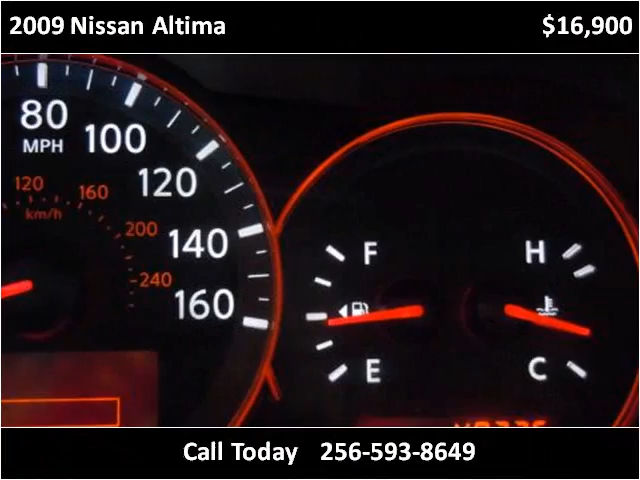 2009 Nissan Altima $16,900
80
MPH 100
120
120 160
km/h
200
140
240
160
F H
E C
Call Today 256-593-8649